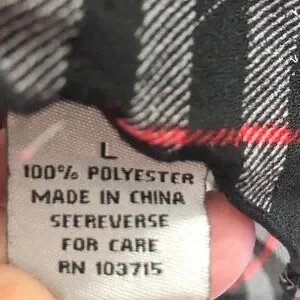 L
100% POLYESTER
MADE IN CHINA
SEEREVERSE
FOR CARE
RN 103715